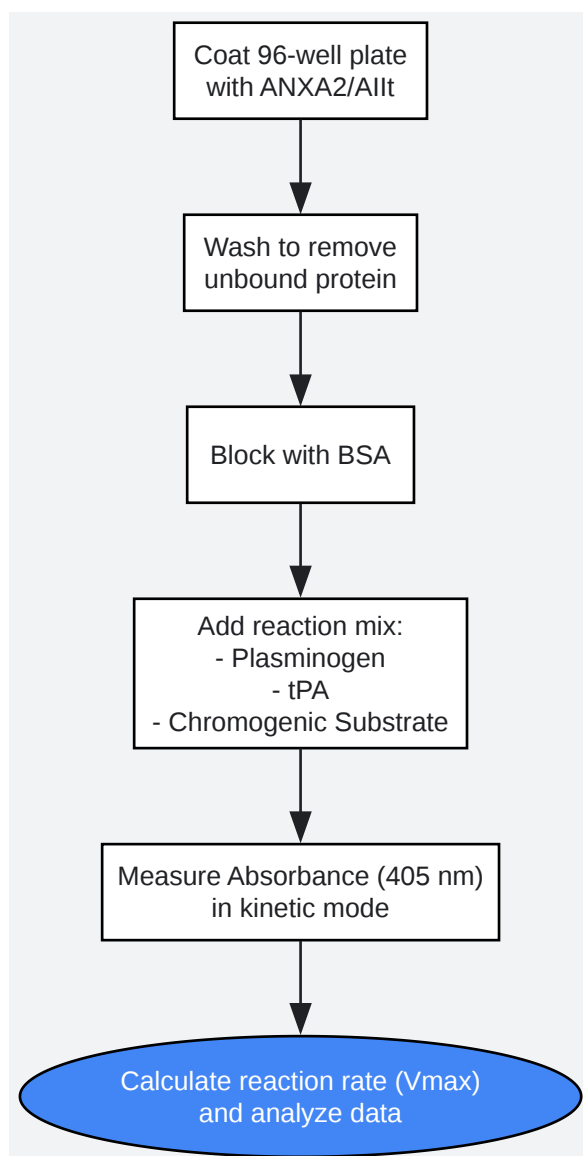 Coat 96-well plate
with ANXA2/AIIt
Wash to remove
unbound protein
Block with BSA
Add reaction mix:
- Plasminogen
- tPA
- Chromogenic Substrate
Measure Absorbance (405 nm)
in kinetic mode
Calculate reaction rate (Vmax)
and analyze data